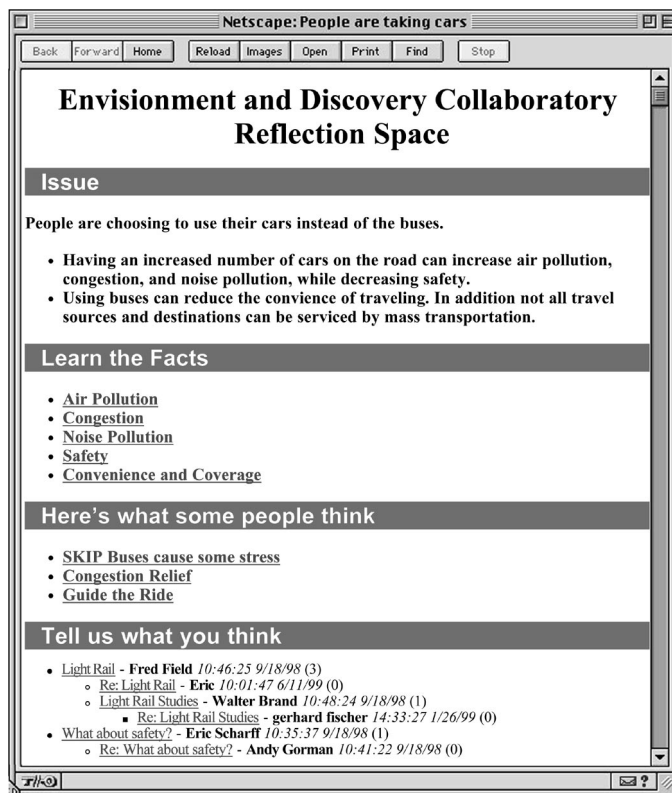 Netscape: People are taking cars
Back Forward Home Reload Images Open Print Find Stop
Envisionment and Discovery Collaboratory
Reflection Space
Issue
People are choosing to use their cars instead of the buses.
• Having an increased number of cars on the road can increase air pollution,
congestion, and noise pollution, while decreasing safety.
• Using buses can reduce the convience of traveling. In addition not all travel
sources and destinations can be serviced by mass transportation.
Learn the Facts
• Air Pollution
• Congestion
• Noise Pollution
• Safety
• Convenience and Coverage
Here's what some people think
• SKIP Buses cause some stress
• Congestion Relief
• Guide the Ride
Tell us what you think
• Light Rail - Fred Field 10:46:25 9/18/98 (3)
◦ Re: Light Rail - Eric 10:01:47 6/11/99 (0)
◦ Light Rail Studies - Walter Brand 10:48:24 9/18/98 (1)
▪ Re: Light Rail Studies - gerhard fischer 14:33:27 1/26/99 (0)
• What about safety? - Eric Scharff 10:35:37 9/18/98 (1)
◦ Re: What about safety? - Andy Gorman 10:41:22 9/18/98 (0)
?